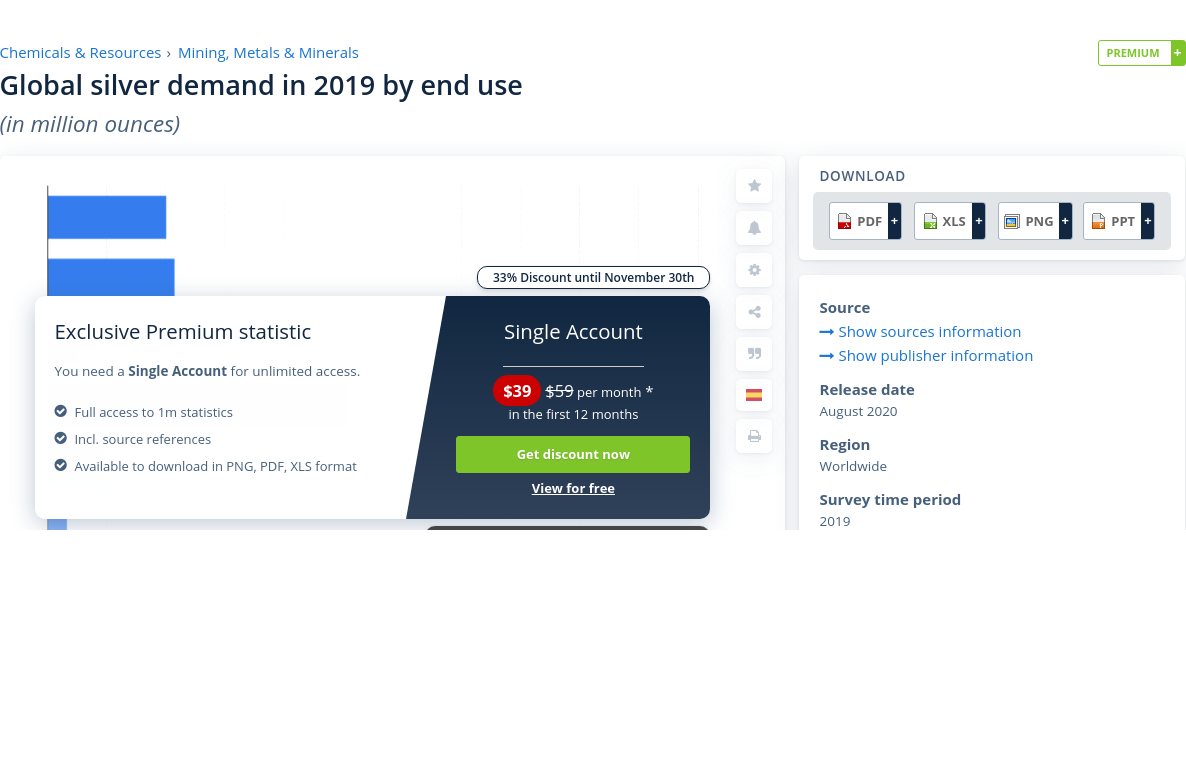 Chemicals & Resources › Mining, Metals & Minerals
PREMIUM +
Global silver demand in 2019 by end use
(in million ounces)
DOWNLOAD
PDF + XLS + PNG + PPT +
33% Discount until November 30th
Exclusive Premium statistic
You need a Single Account for unlimited access.
Full access to 1m statistics
Incl. source references
Available to download in PNG, PDF, XLS format
Single Account
$39 $59 per month *
in the first 12 months
Get discount now
View for free
Source
Show sources information
Show publisher information
Release date
August 2020
Region
Worldwide
Survey time period
2019